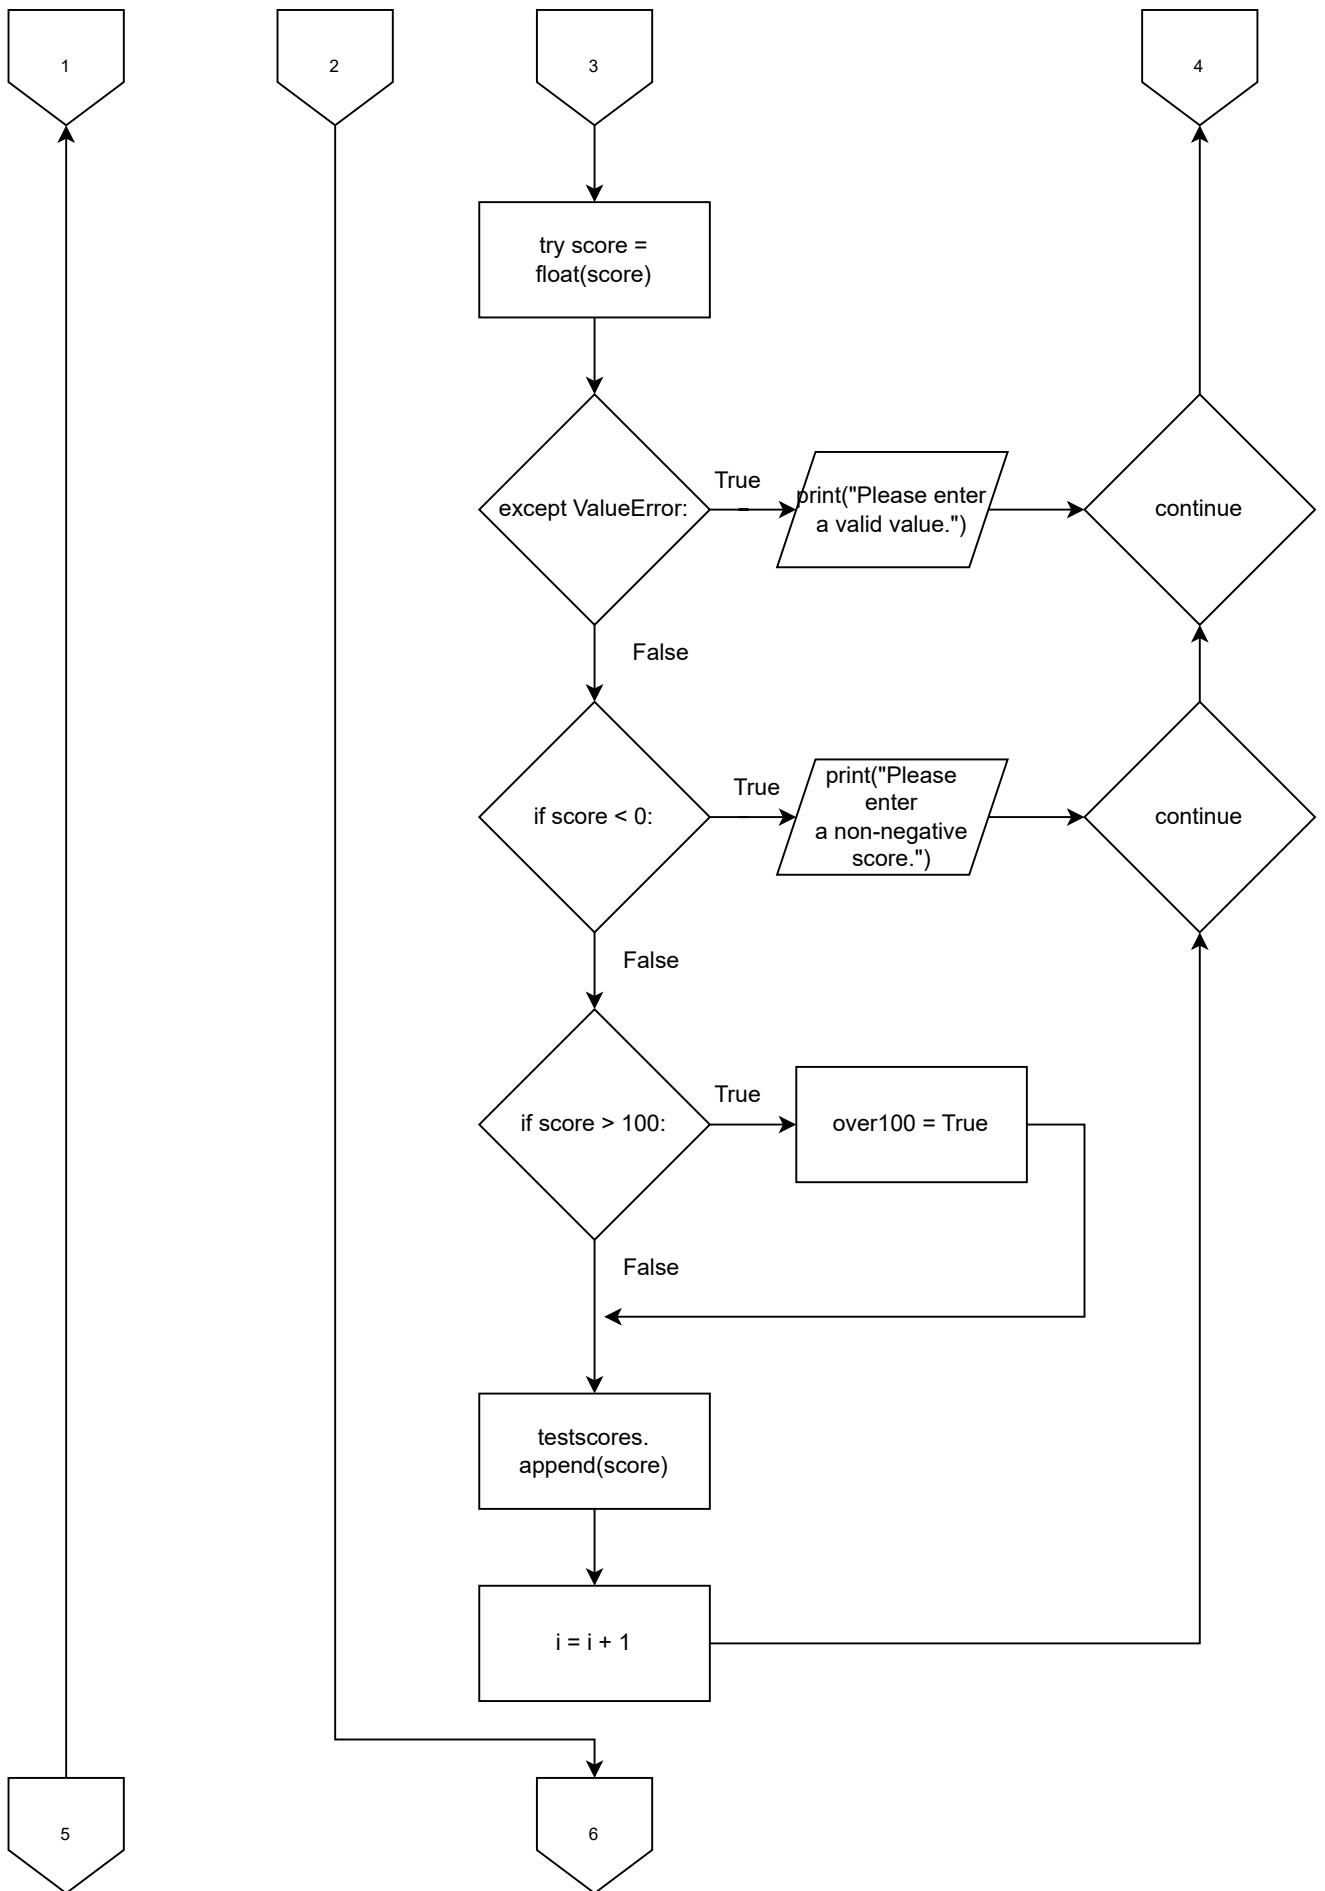 1
2
3
4
try score =
float(score)
except ValueError:
True
print("Please enter
a valid value.")
continue
False
if score < 0:
True
print("Please
enter
a non-negative
score.")
continue
False
if score > 100:
True
over100 = True
False
testscores.
append(score)
i = i + 1
5
6